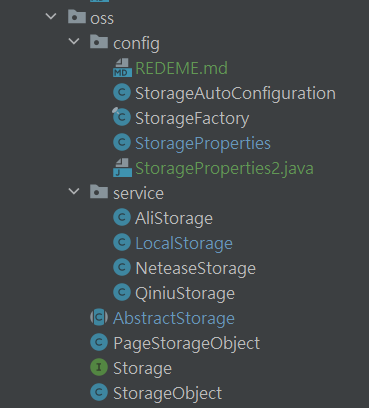 oss
config
REDEME.md
StorageAutoConfiguration
StorageFactory
StorageProperties
StorageProperties2.java
service
AliStorage
LocalStorage
NeteaseStorage
QiniuStorage
AbstractStorage
PageStorageObject
Storage
StorageObject